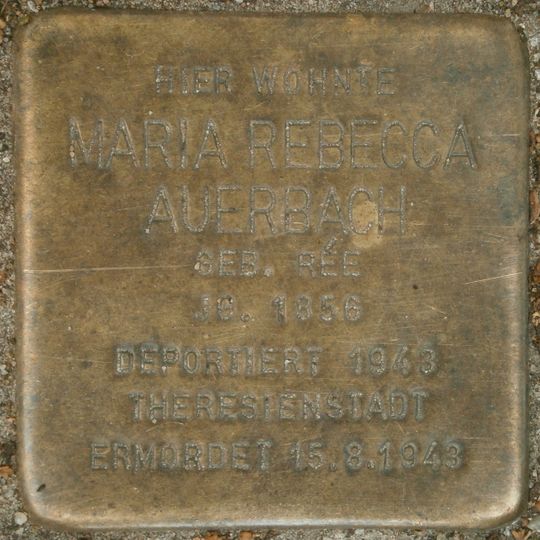 HIER WOHNTE
MARIA REBECCA
AUERBACH
GEB. RÉE
JG. 1856
DEPORTIERT 1943
THERESIENSTADT
ERMORDET 15.8.1943